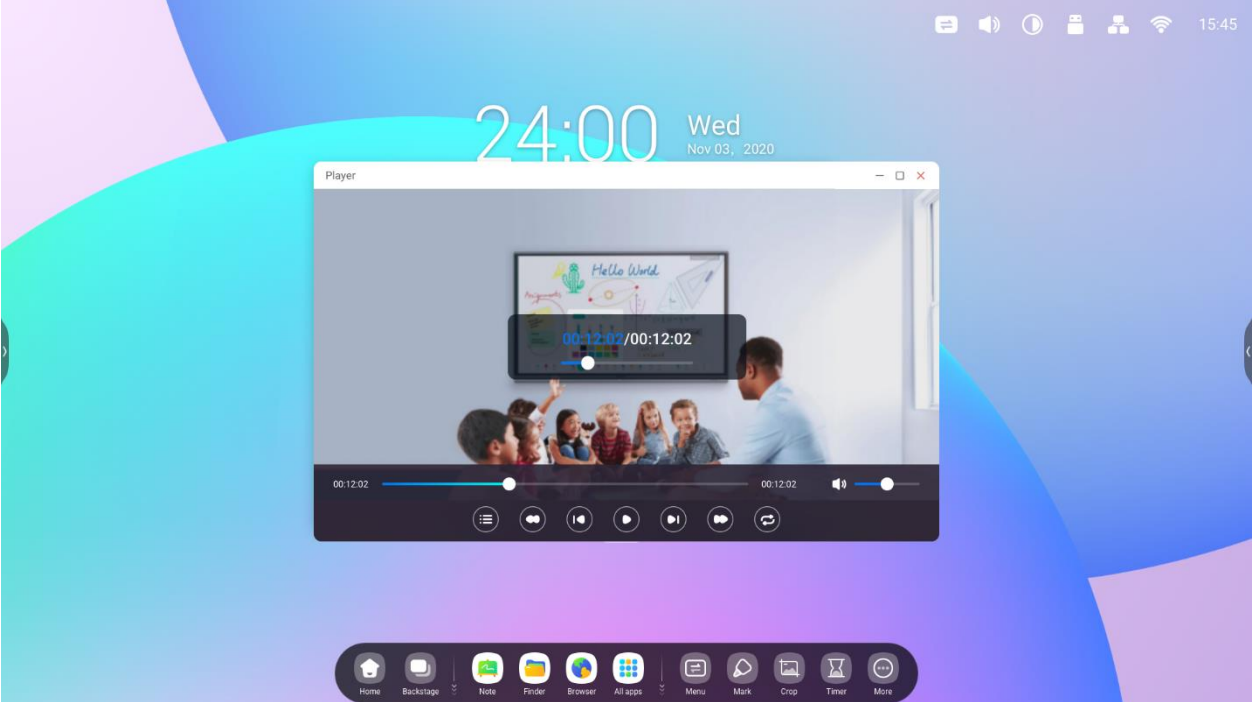 15:45
24:00
Wed
Nov 03, 2020
Player
Hello World
Assignments
00:12:02/00:12:02
00:12:02
00:12:02
Home
Backstage
Note
Finder
Browser
All apps
Menu
Mark
Crop
Timer
More